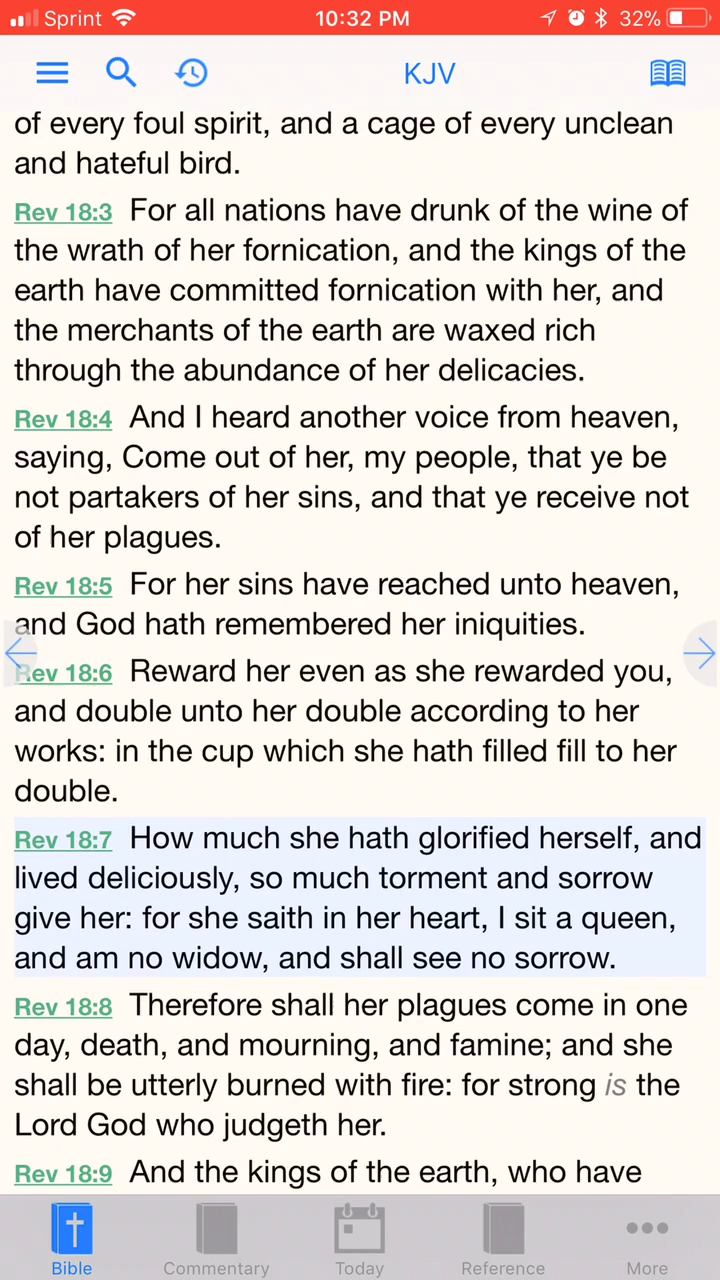 Sprint 10:32 PM 32%
KJV
of every foul spirit, and a cage of every unclean
and hateful bird.
Rev 18:3 For all nations have drunk of the wine of
the wrath of her fornication, and the kings of the
earth have committed fornication with her, and
the merchants of the earth are waxed rich
through the abundance of her delicacies.
Rev 18:4 And I heard another voice from heaven,
saying, Come out of her, my people, that ye be
not partakers of her sins, and that ye receive not
of her plagues.
Rev 18:5 For her sins have reached unto heaven,
and God hath remembered her iniquities.
Rev 18:6 Reward her even as she rewarded you,
and double unto her double according to her
works: in the cup which she hath filled fill to her
double.
Rev 18:7 How much she hath glorified herself, and
lived deliciously, so much torment and sorrow
give her: for she saith in her heart, I sit a queen,
and am no widow, and shall see no sorrow.
Rev 18:8 Therefore shall her plagues come in one
day, death, and mourning, and famine; and she
shall be utterly burned with fire: for strong is the
Lord God who judgeth her.
Rev 18:9 And the kings of the earth, who have
Bible Commentary Today Reference More